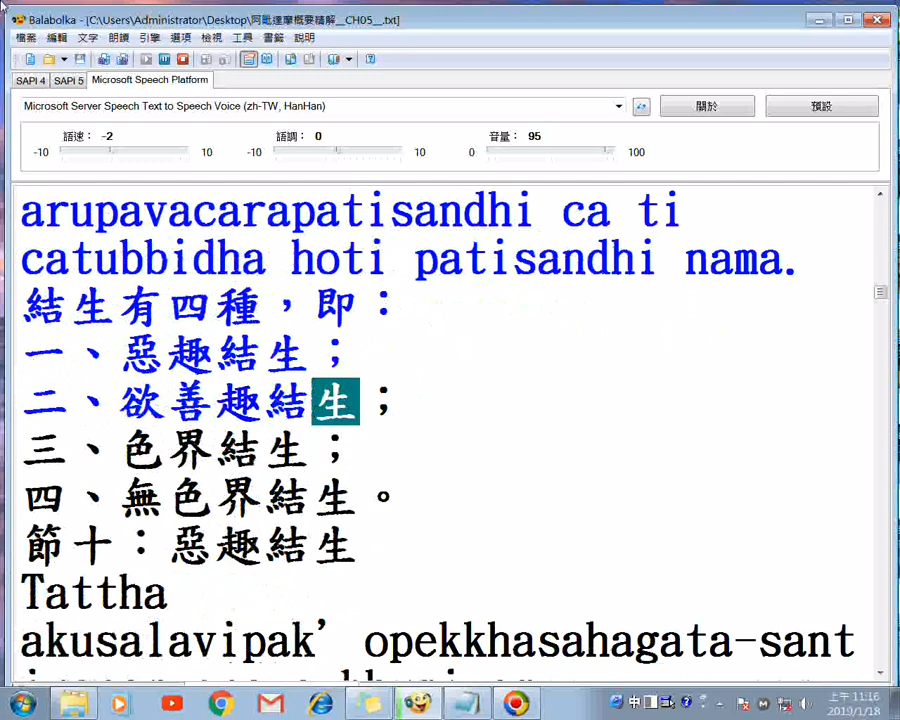 Balabolka - [C:\Users\Administrator\Desktop\阿毗達摩概要精解__CH05__.txt]
檔案 編輯 文字 朗讀 引擎 選項 檢視 工具 書籤 說明
SAPI 4 SAPI 5 Microsoft Speech Platform
Microsoft Server Speech Text to Speech Voice (zh-TW, HanHan) 關於 預設
語速： -2 語調： 0 音量： 95
-10 10 -10 10 0 100
arupavacarapatisandhi ca ti
catubbidha hoti patisandhi nama.
結生有四種，即：
一、惡趣結生；
二、欲善趣結生；
三、色界結生；
四、無色界結生。
節十：惡趣結生
Tattha
akusalavipak’ opekkhasahagata-sant
中
上午 11:16
2019/1/18